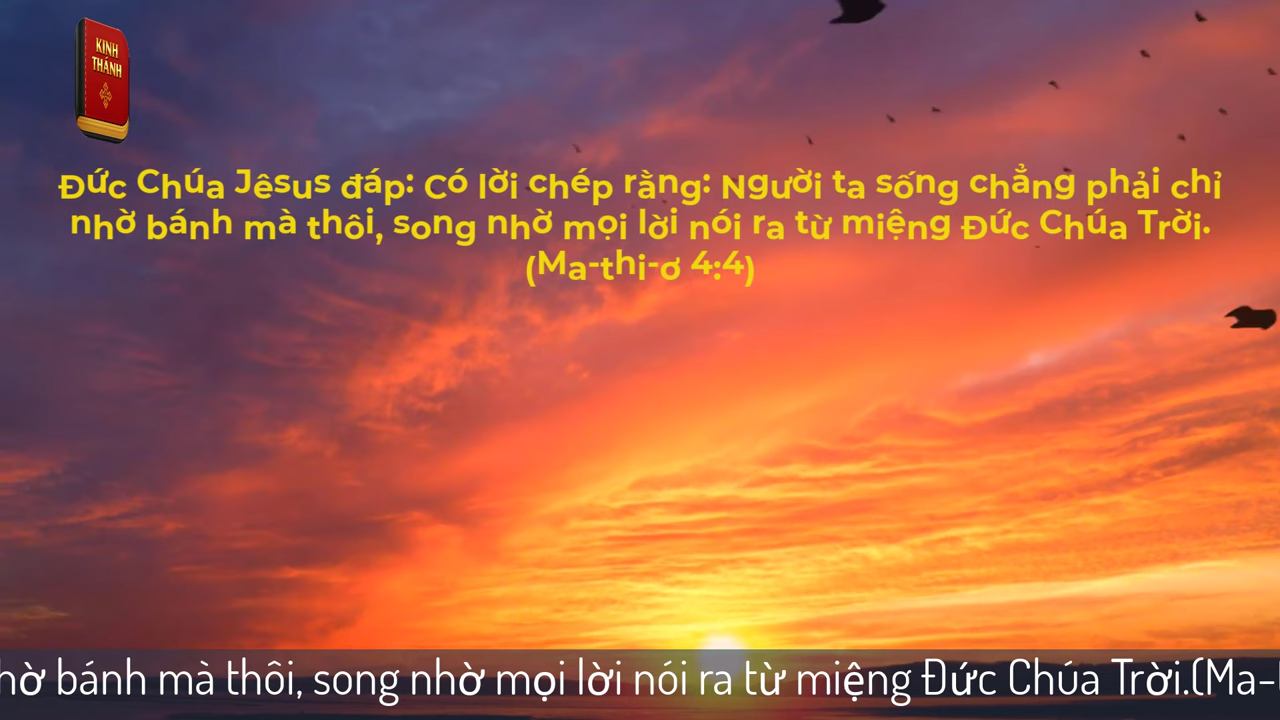 KINH
THÁNH
Đức Chúa Jêsus đáp: Có lời chép rằng: Người ta sống chẳng phải chỉ
nhờ bánh mà thôi, song nhờ mọi lời nói ra từ miệng Đức Chúa Trời.
(Ma-thi-ơ 4:4)
hờ bánh mà thôi, song nhờ mọi lời nói ra từ miệng Đức Chúa Trời.(Ma-